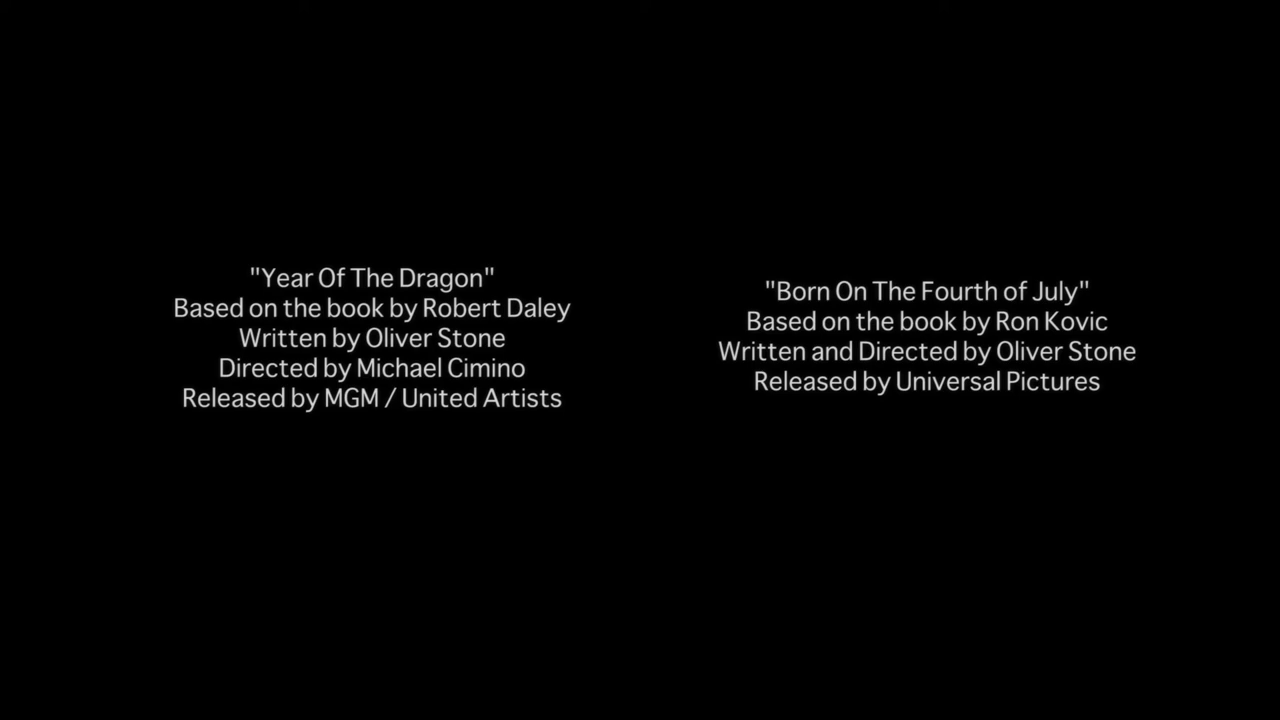 "Year Of The Dragon"
Based on the book by Robert Daley
Written by Oliver Stone
Directed by Michael Cimino
Released by MGM / United Artists
"Born On The Fourth of July"
Based on the book by Ron Kovic
Written and Directed by Oliver Stone
Released by Universal Pictures